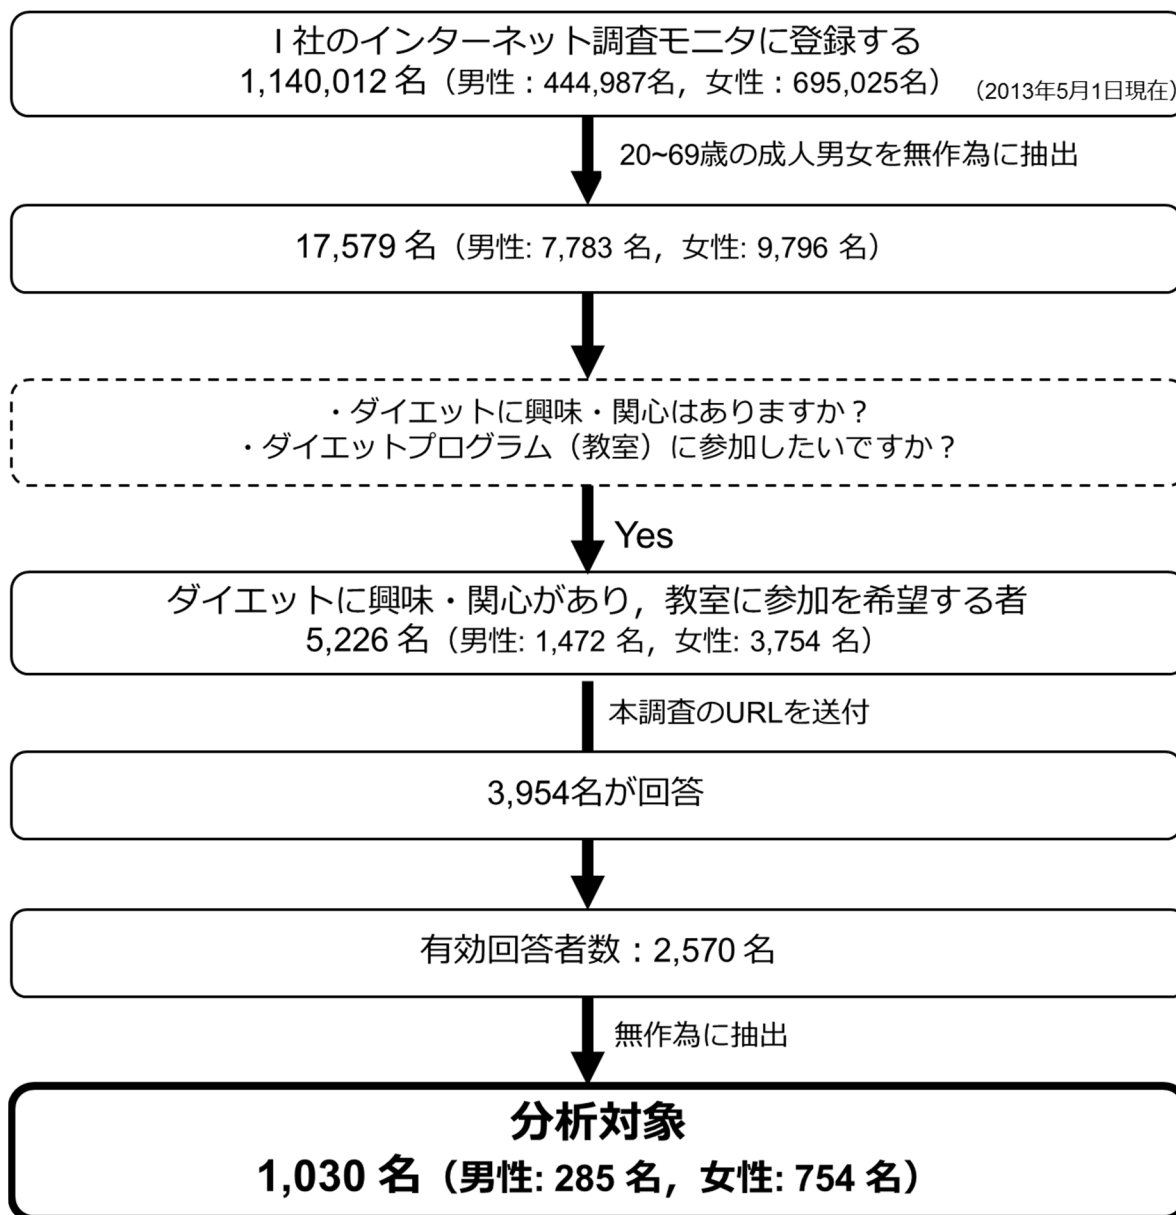 I 社のインターネット調査モニタに登録する
1,140,012 名（男性：444,987名，女性：695,025名） （2013年5月1日現在）
20~69歳の成人男女を無作為に抽出
17,579 名（男性: 7,783 名，女性: 9,796 名）
・ダイエットに興味・関心はありますか？
・ダイエットプログラム（教室）に参加したいですか？
Yes
ダイエットに興味・関心があり，教室に参加を希望する者
5,226 名（男性: 1,472 名，女性: 3,754 名）
本調査のURLを送付
3,954名が回答
有効回答者数：2,570 名
無作為に抽出
分析対象
1,030 名（男性: 285 名，女性: 754 名）